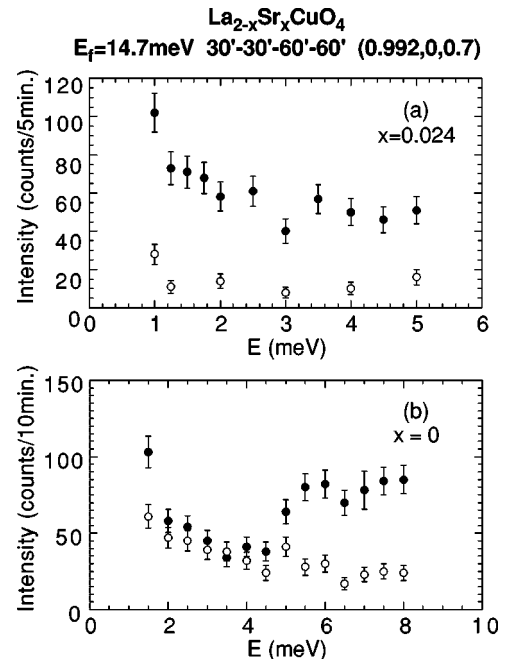 La2-xSrxCuO4
Ef=14.7meV 30'-30'-60'-60' (0.992,0,0.7)
Intensity (counts/5min.)
120
100
80
60
40
20
0
(a)
x=0.024
0 1 2 3 4 5 6
E (meV)
Intensity (counts/10min.)
150
100
50
0
(b)
x = 0
0 2 4 6 8 10
E (meV)